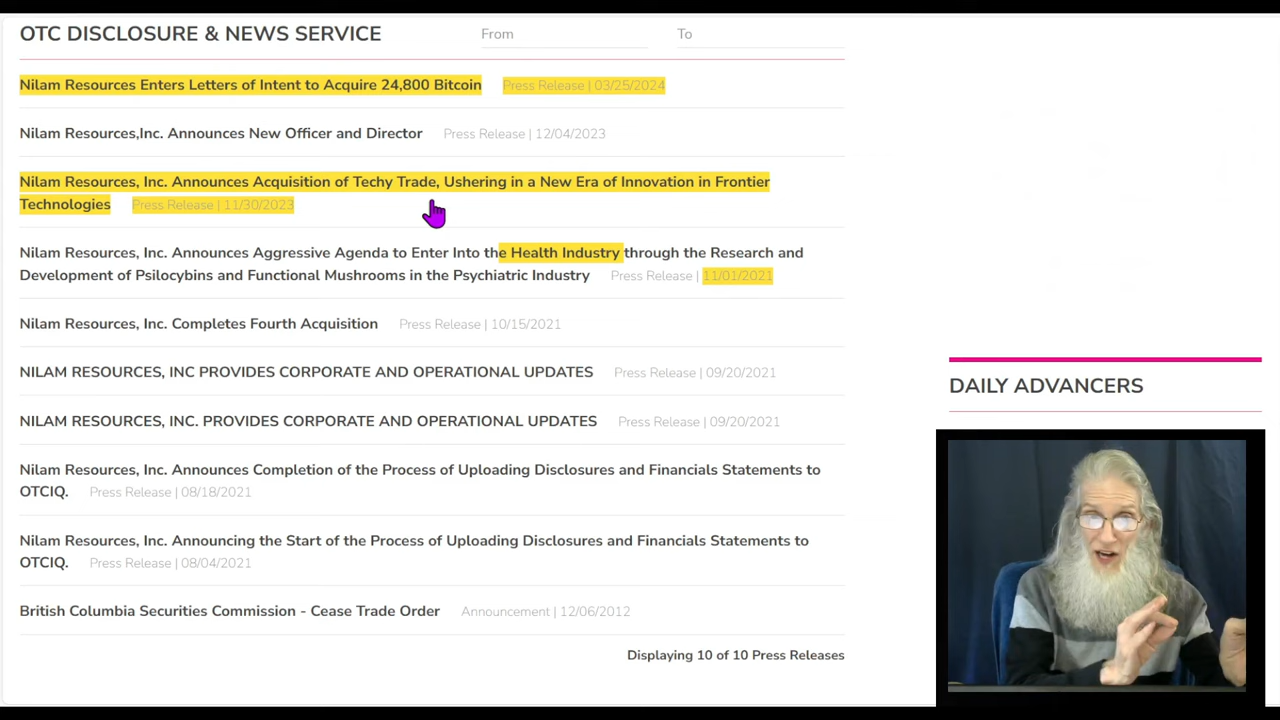 OTC DISCLOSURE & NEWS SERVICE From To
Nilam Resources Enters Letters of Intent to Acquire 24,800 Bitcoin Press Release | 03/25/2024
Nilam Resources,Inc. Announces New Officer and Director Press Release | 12/04/2023
Nilam Resources, Inc. Announces Acquisition of Techy Trade, Ushering in a New Era of Innovation in Frontier
Technologies Press Release | 11/30/2023
Nilam Resources, Inc. Announces Aggressive Agenda to Enter Into the Health Industry through the Research and
Development of Psilocybins and Functional Mushrooms in the Psychiatric Industry Press Release | 11/01/2021
Nilam Resources, Inc. Completes Fourth Acquisition Press Release | 10/15/2021
NILAM RESOURCES, INC PROVIDES CORPORATE AND OPERATIONAL UPDATES Press Release | 09/20/2021
NILAM RESOURCES, INC. PROVIDES CORPORATE AND OPERATIONAL UPDATES Press Release | 09/20/2021
Nilam Resources, Inc. Announces Completion of the Process of Uploading Disclosures and Financials Statements to
OTCIQ. Press Release | 08/18/2021
Nilam Resources, Inc. Announcing the Start of the Process of Uploading Disclosures and Financials Statements to
OTCIQ. Press Release | 08/04/2021
British Columbia Securities Commission - Cease Trade Order Announcement | 12/06/2012
Displaying 10 of 10 Press Releases
DAILY ADVANCERS